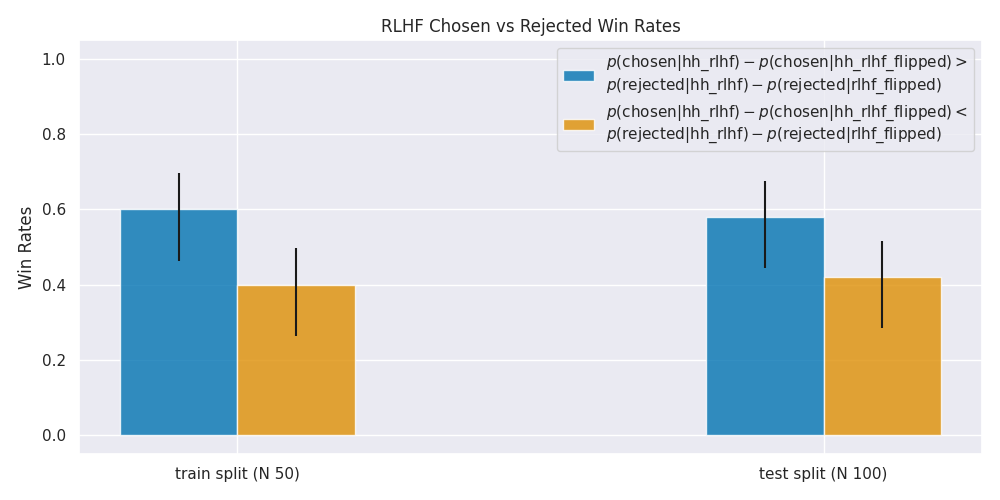 RLHF Chosen vs Rejected Win Rates
p(chosen|hh_rlhf) − p(chosen|hh_rlhf_flipped) >
p(rejected|hh_rlhf) − p(rejected|rlhf_flipped)
p(chosen|hh_rlhf) − p(chosen|hh_rlhf_flipped) <
p(rejected|hh_rlhf) − p(rejected|rlhf_flipped)
Win Rates
1.0
0.8
0.6
0.4
0.2
0.0
train split (N 50)
test split (N 100)